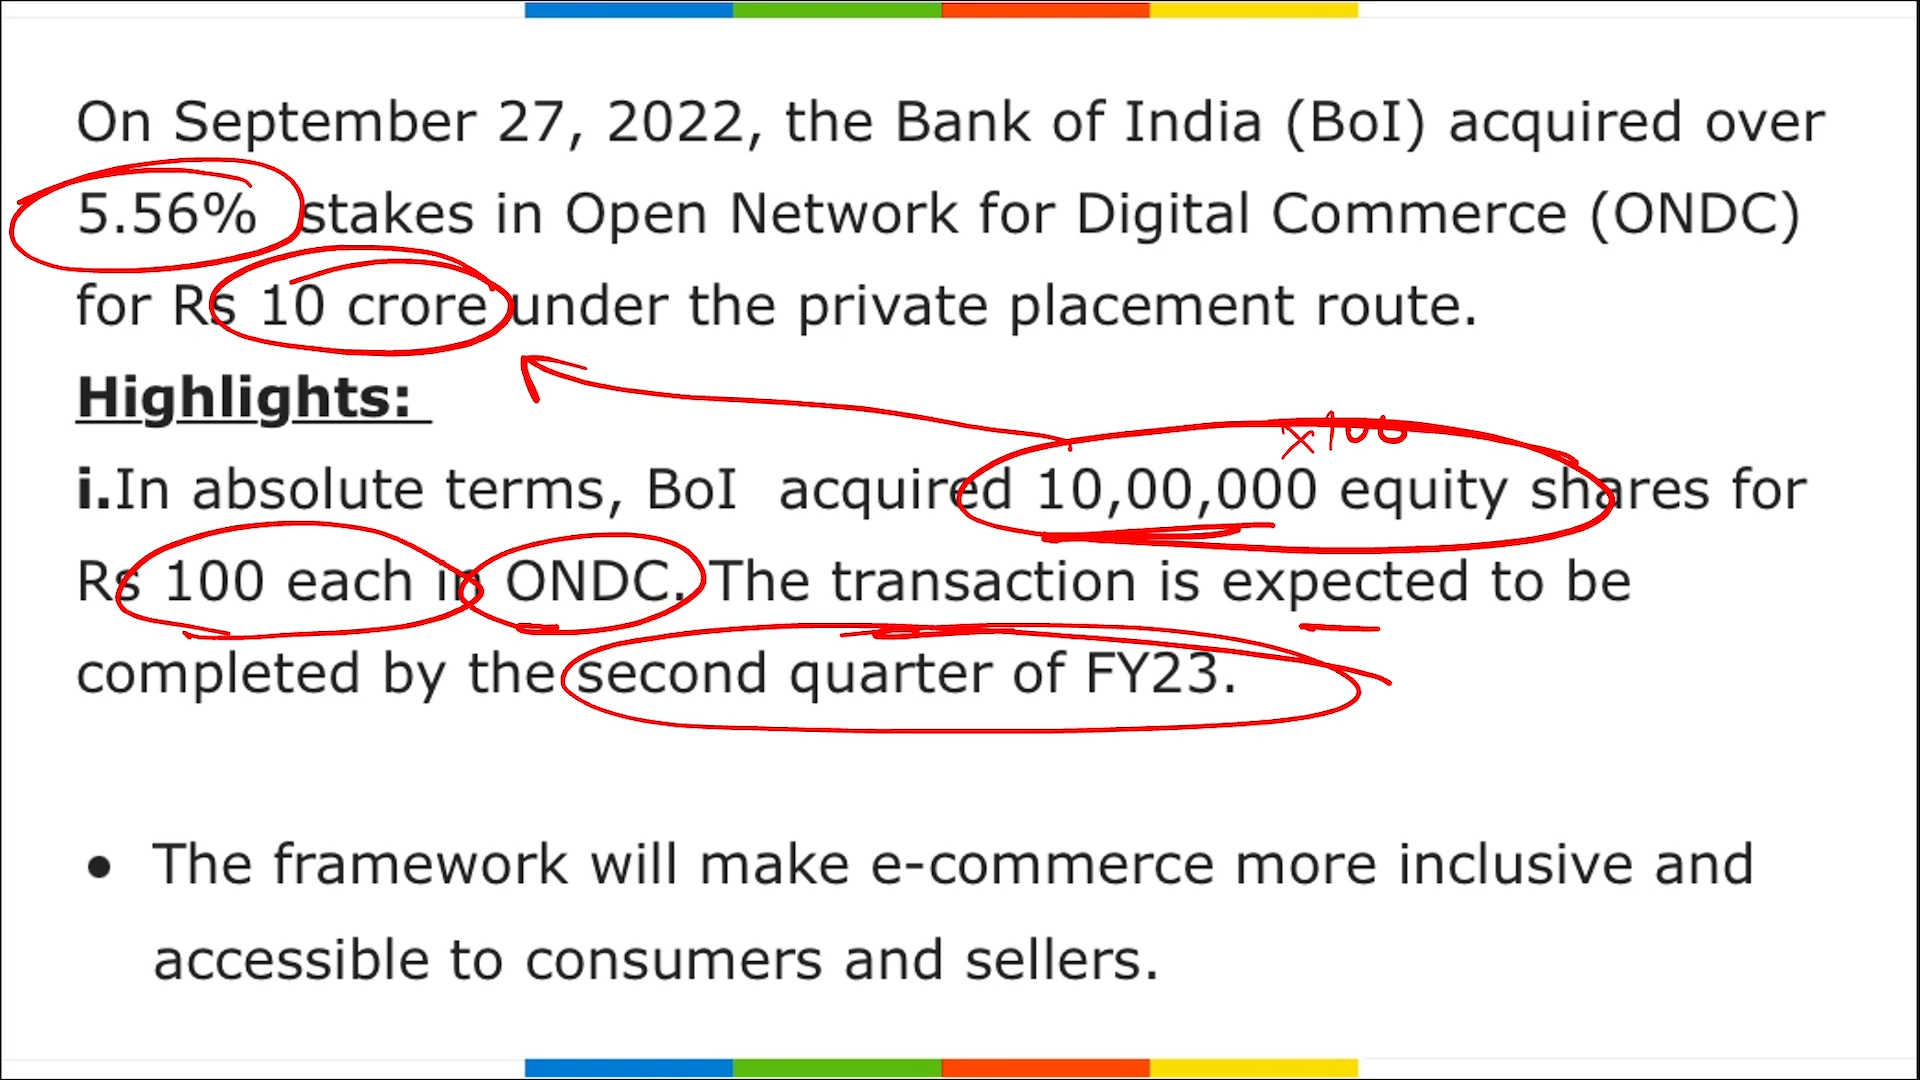 On September 27, 2022, the Bank of India (BoI) acquired over
5.56% stakes in Open Network for Digital Commerce (ONDC)
for Rs 10 crore under the private placement route.
Highlights:
×100
i.In absolute terms, BoI acquired 10,00,000 equity shares for
Rs 100 each in ONDC. The transaction is expected to be
completed by the second quarter of FY23.
• The framework will make e-commerce more inclusive and
accessible to consumers and sellers.